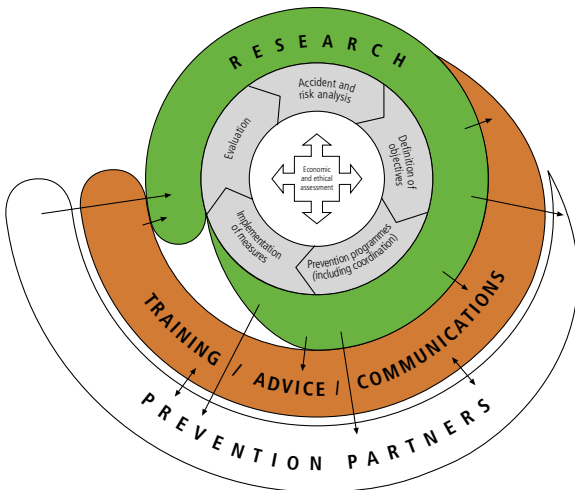 RESEARCH
Accident and
risk analysis
Definition of
objectives
Prevention programmes
(including coordination)
Implementation
of measures
Evaluation
Economic
and ethical
assessment
TRAINING / ADVICE / COMMUNICATIONS
PREVENTION PARTNERS